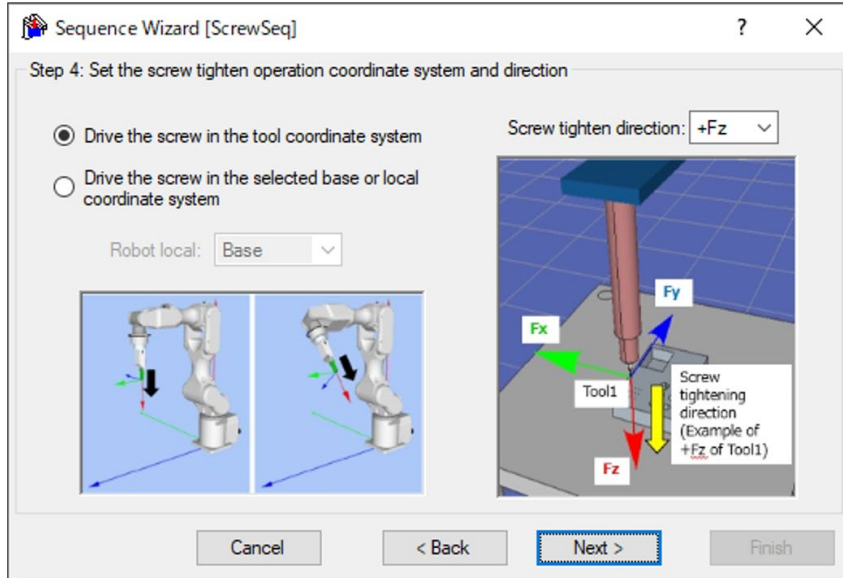 Sequence Wizard [ScrewSeq]
?
Step 4: Set the screw tighten operation coordinate system and direction
Drive the screw in the tool coordinate system
Screw tighten direction: +Fz
Drive the screw in the selected base or local
coordinate system
Robot local: Base
Fy
Fx
Tool1
Screw
tightening
direction
(Example of
+Fz of Tool1)
Fz
Cancel
< Back
Next >
Finish